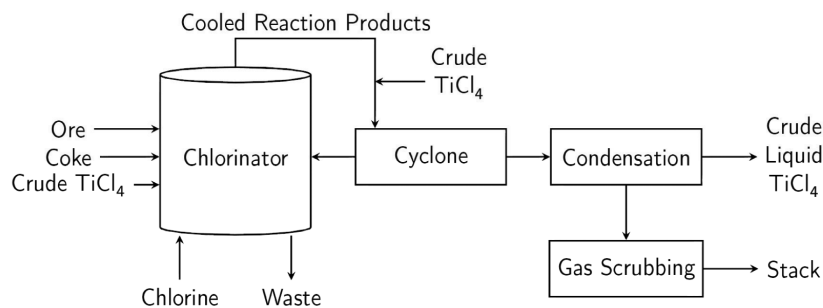 Cooled Reaction Products
Crude
TiCl₄
Ore
Coke
Crude TiCl₄
Chlorinator
Cyclone
Condensation
Crude
Liquid
TiCl₄
Gas Scrubbing
Stack
Chlorine
Waste